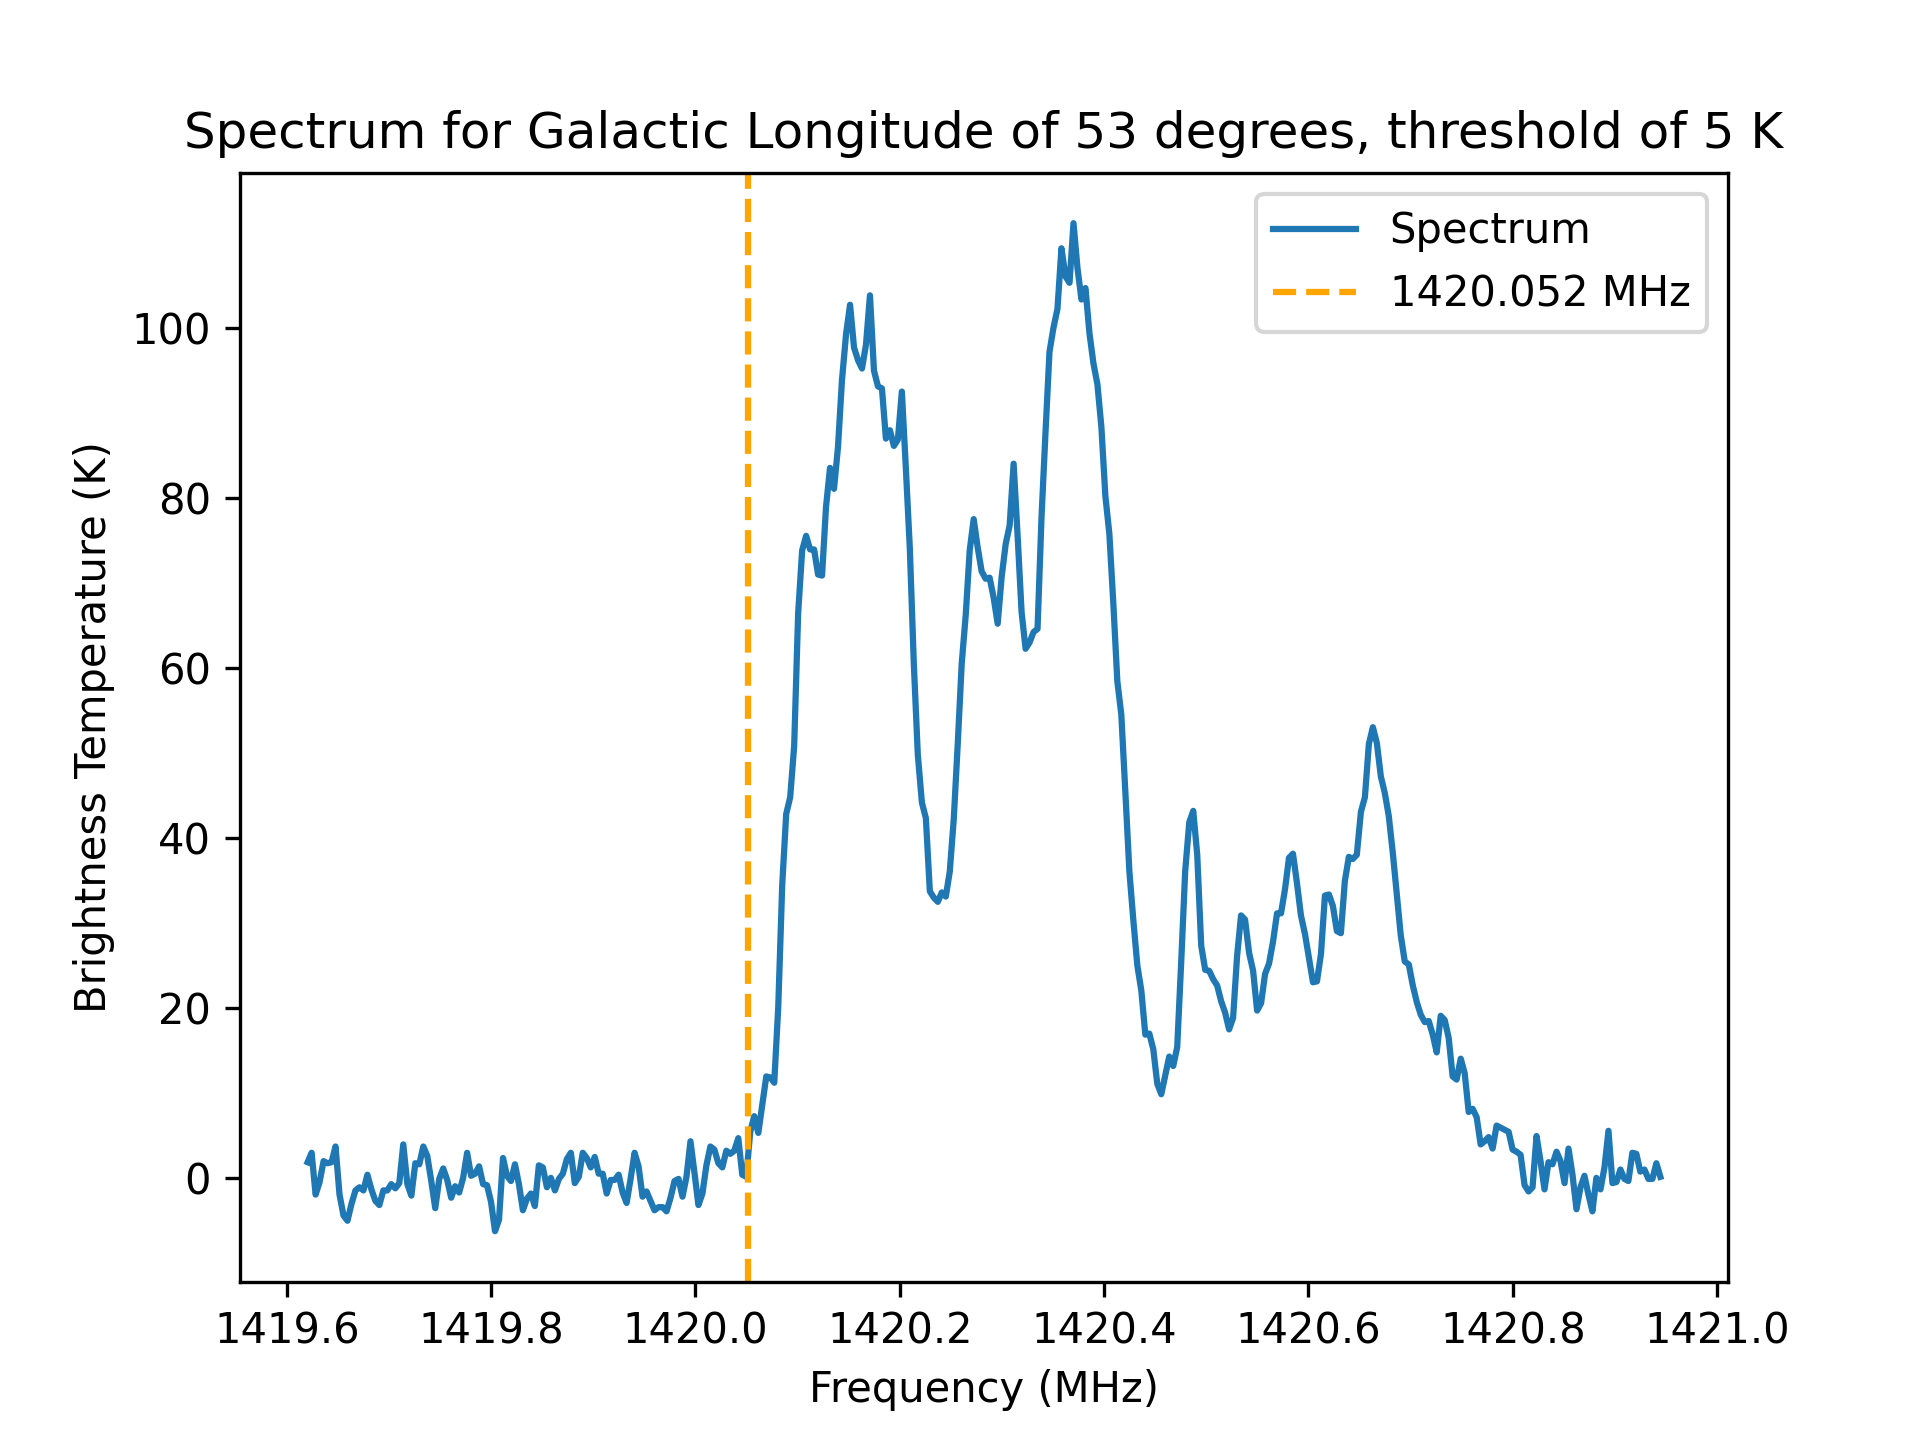 Spectrum for Galactic Longitude of 53 degrees, threshold of 5 K
Spectrum
1420.052 MHz
Brightness Temperature (K)
100
80
60
40
20
0
1419.6 1419.8 1420.0 1420.2 1420.4 1420.6 1420.8 1421.0
Frequency (MHz)